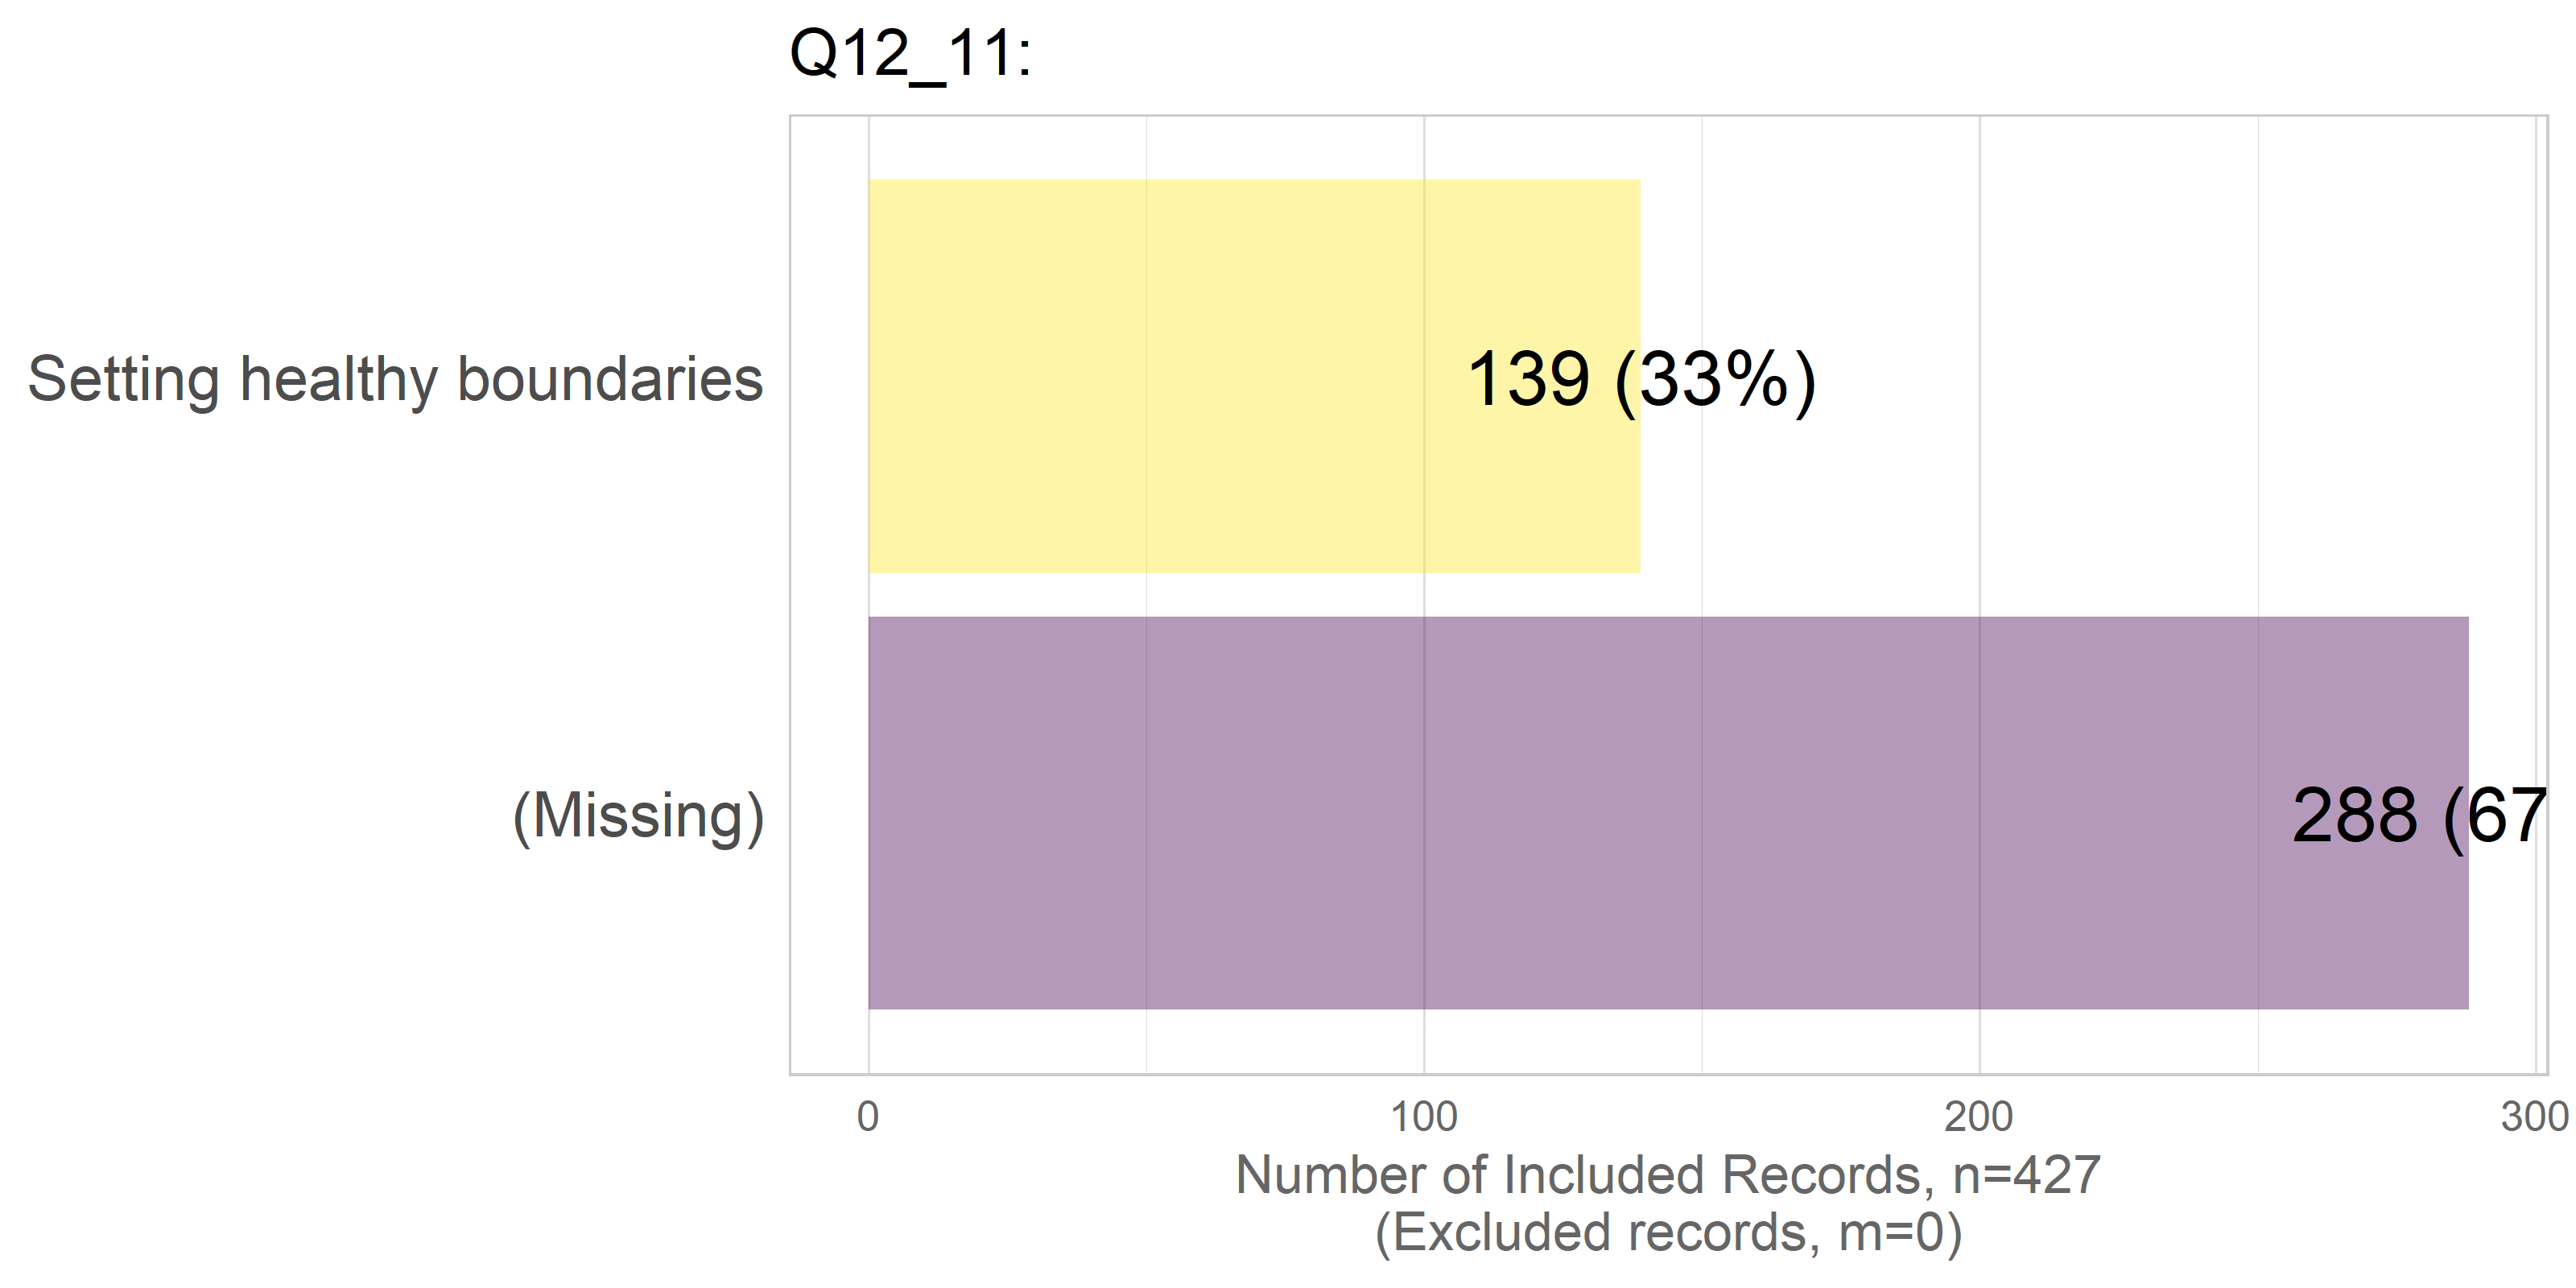 Q12_11:
Setting healthy boundaries
139 (33%)
(Missing)
288 (67
0 100 200 300
Number of Included Records, n=427
(Excluded records, m=0)